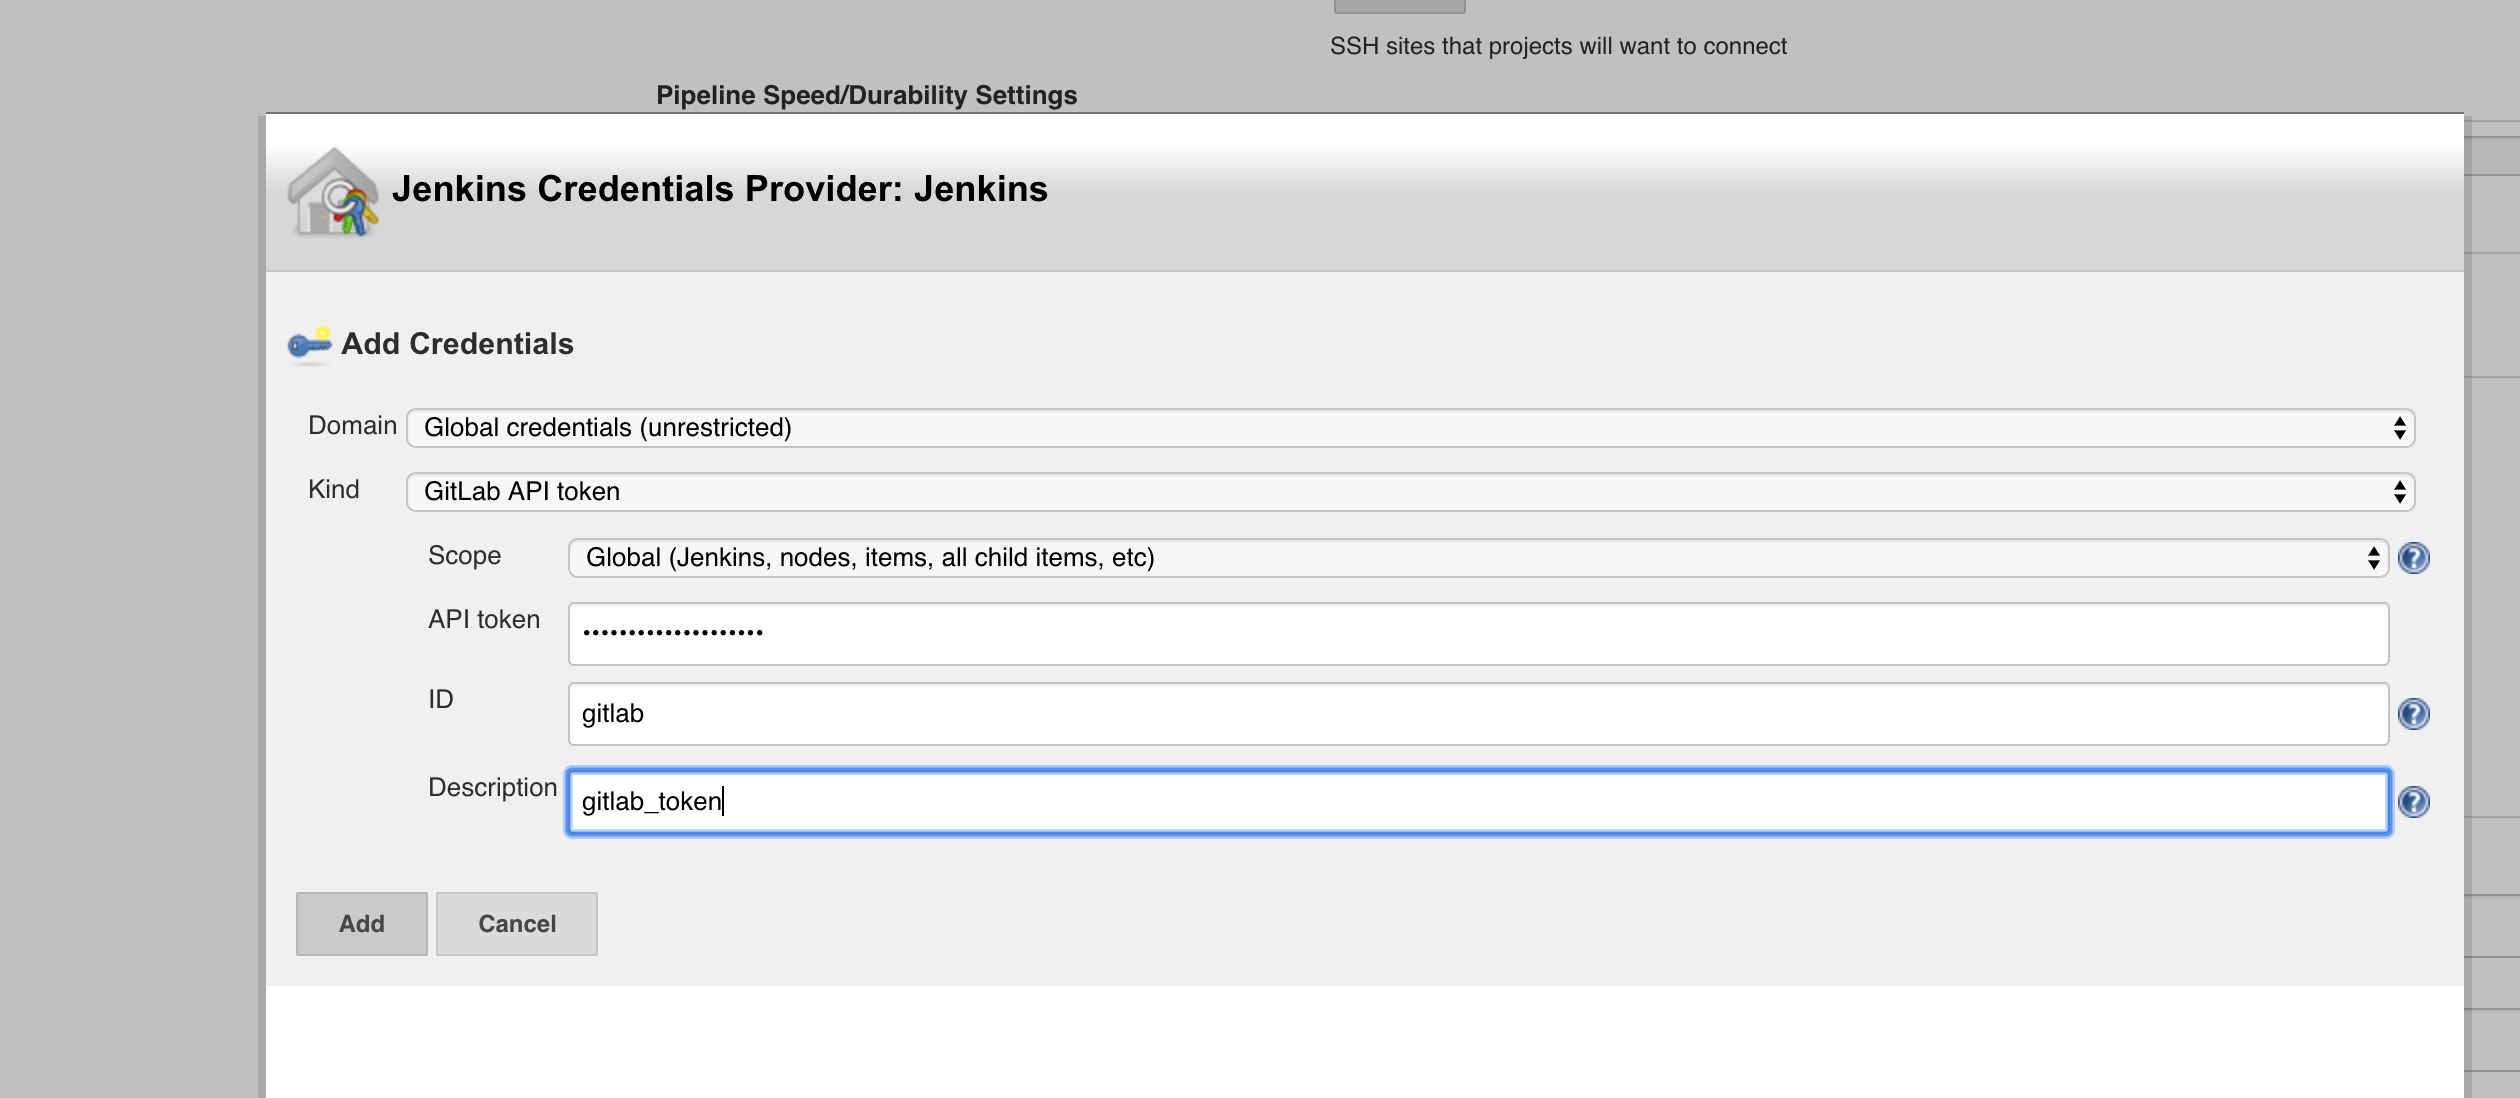 SSH sites that projects will want to connect
Pipeline Speed/Durability Settings
Jenkins Credentials Provider: Jenkins
Add Credentials
Domain Global credentials (unrestricted)
Kind GitLab API token
Scope Global (Jenkins, nodes, items, all child items, etc)
API token ••••••••••••••••••••
ID gitlab
Description gitlab_token
Add Cancel